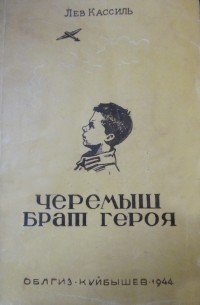 Лев Кассиль
ЧЕРЕМЫШ
БРАТ ГЕРОЯ
ОБЛГИЗ • КУЙБЫШЕВ • 1944